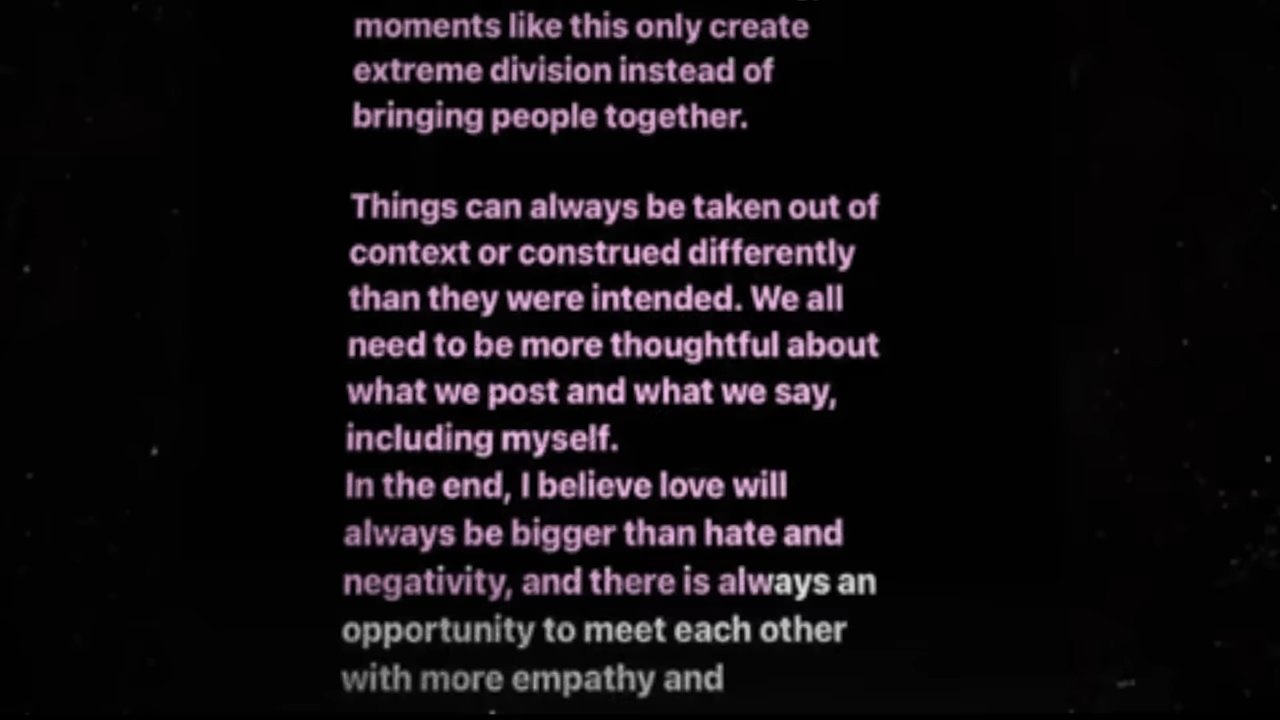 moments like this only create
extreme division instead of
bringing people together.
Things can always be taken out of
context or construed differently
than they were intended. We all
need to be more thoughtful about
what we post and what we say,
including myself.
In the end, I believe love will
always be bigger than hate and
negativity, and there is always an
opportunity to meet each other
with more empathy and